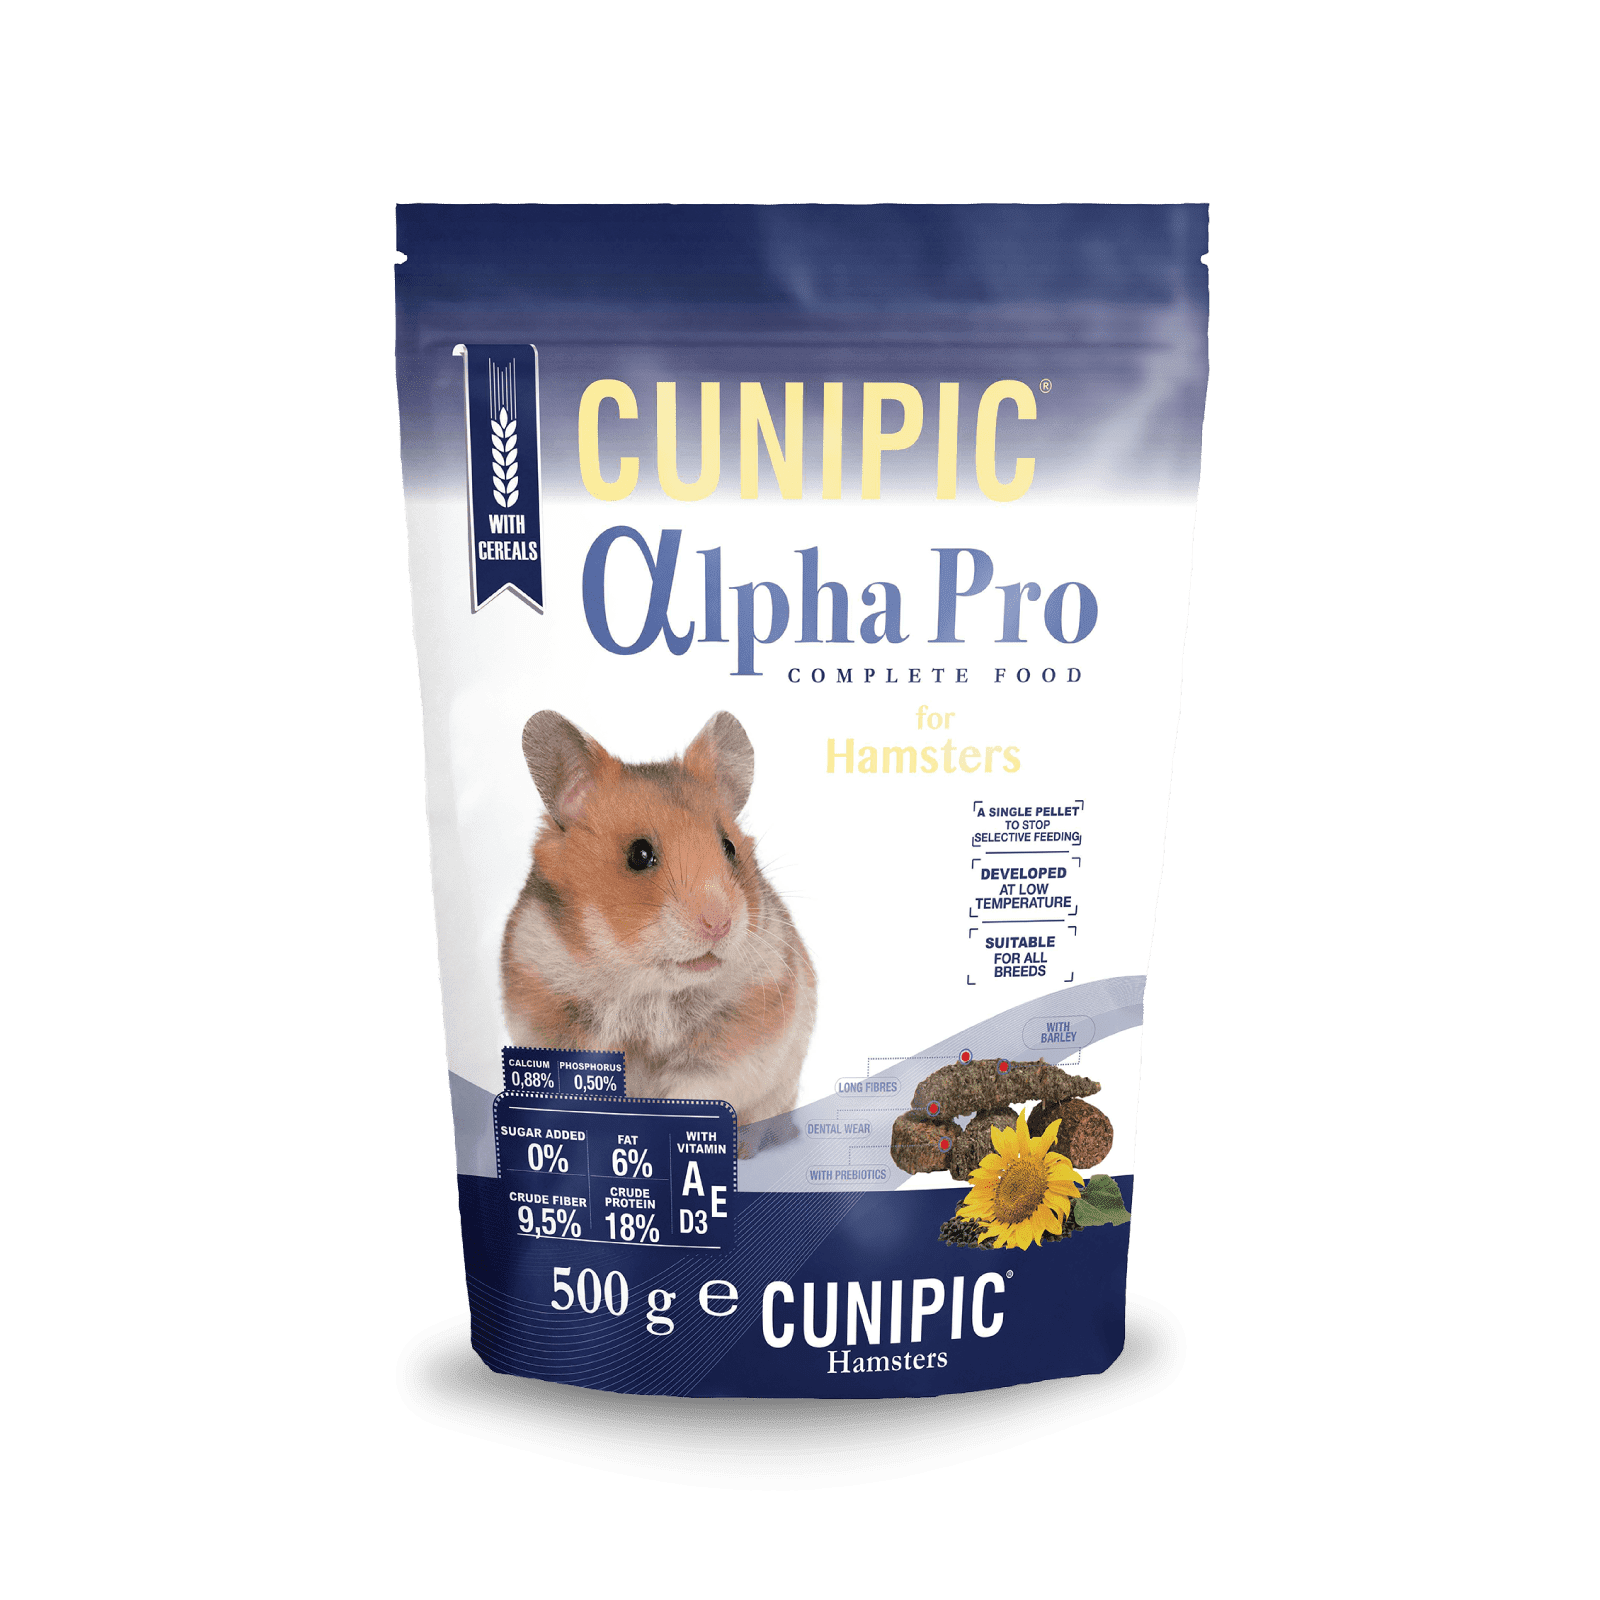 CUNIPIC®
WITH
CEREALS
αlpha Pro
COMPLETE FOOD
for
Hamsters
A SINGLE PELLET
TO STOP
SELECTIVE FEEDING
DEVELOPED
AT LOW
TEMPERATURE
SUITABLE
FOR ALL
BREEDS
WITH
BARLEY
LONG FIBRES
DENTAL WEAR
WITH PREBIOTICS
CALCIUM
0,88%
PHOSPHORUS
0,50%
SUGAR ADDED
0%
FAT
6%
WITH
VITAMIN
A
E
D3
CRUDE FIBER
9,5%
CRUDE
PROTEIN
18%
500 g ℮
CUNIPIC®
Hamsters